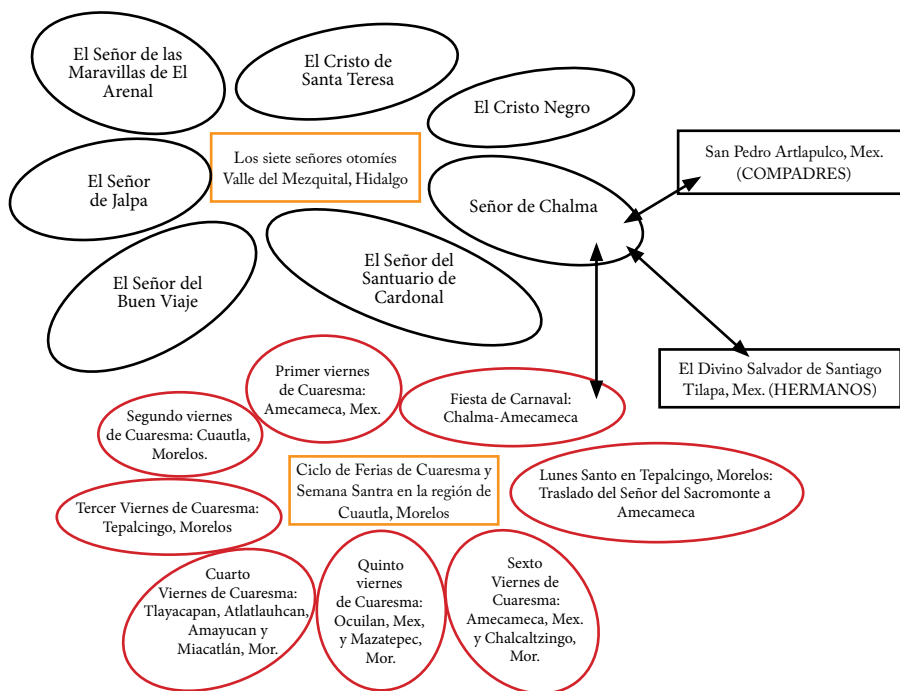 El Señor de las
Maravillas de El
Arenal
El Cristo de
Santa Teresa
El Cristo Negro
Los siete señores otomíes
Valle del Mezquital, Hidalgo
San Pedro Artlapulco, Mex.
(COMPADRES)
El Señor
de Jalpa
Señor de Chalma
El Señor del
Buen Viaje
El Señor del
Santuario de
Cardonal
El Divino Salvador de Santiago
Tilapa, Mex. (HERMANOS)
Primer viernes
de Cuaresma:
Amecameca, Mex.
Fiesta de Carnaval:
Chalma-Amecameca
Segundo viernes
de Cuaresma: Cuautla,
Morelos.
Ciclo de Ferias de Cuaresma y
Semana Santra en la región de
Cuautla, Morelos
Lunes Santo en Tepalcingo, Morelos:
Traslado del Señor del Sacromonte a
Amecameca
Tercer Viernes de Cuaresma:
Tepalcingo, Morelos
Cuarto
Viernes de Cuaresma:
Tlayacapan, Atlatlauhcan,
Amayucan y
Miacatlán, Mor.
Quinto
viernes
de Cuaresma:
Ocuilan, Mex,
y Mazatepec,
Mor.
Sexto
Viernes de
Cuaresma:
Amecameca, Mex.
y Chalcaltzingo,
Mor.